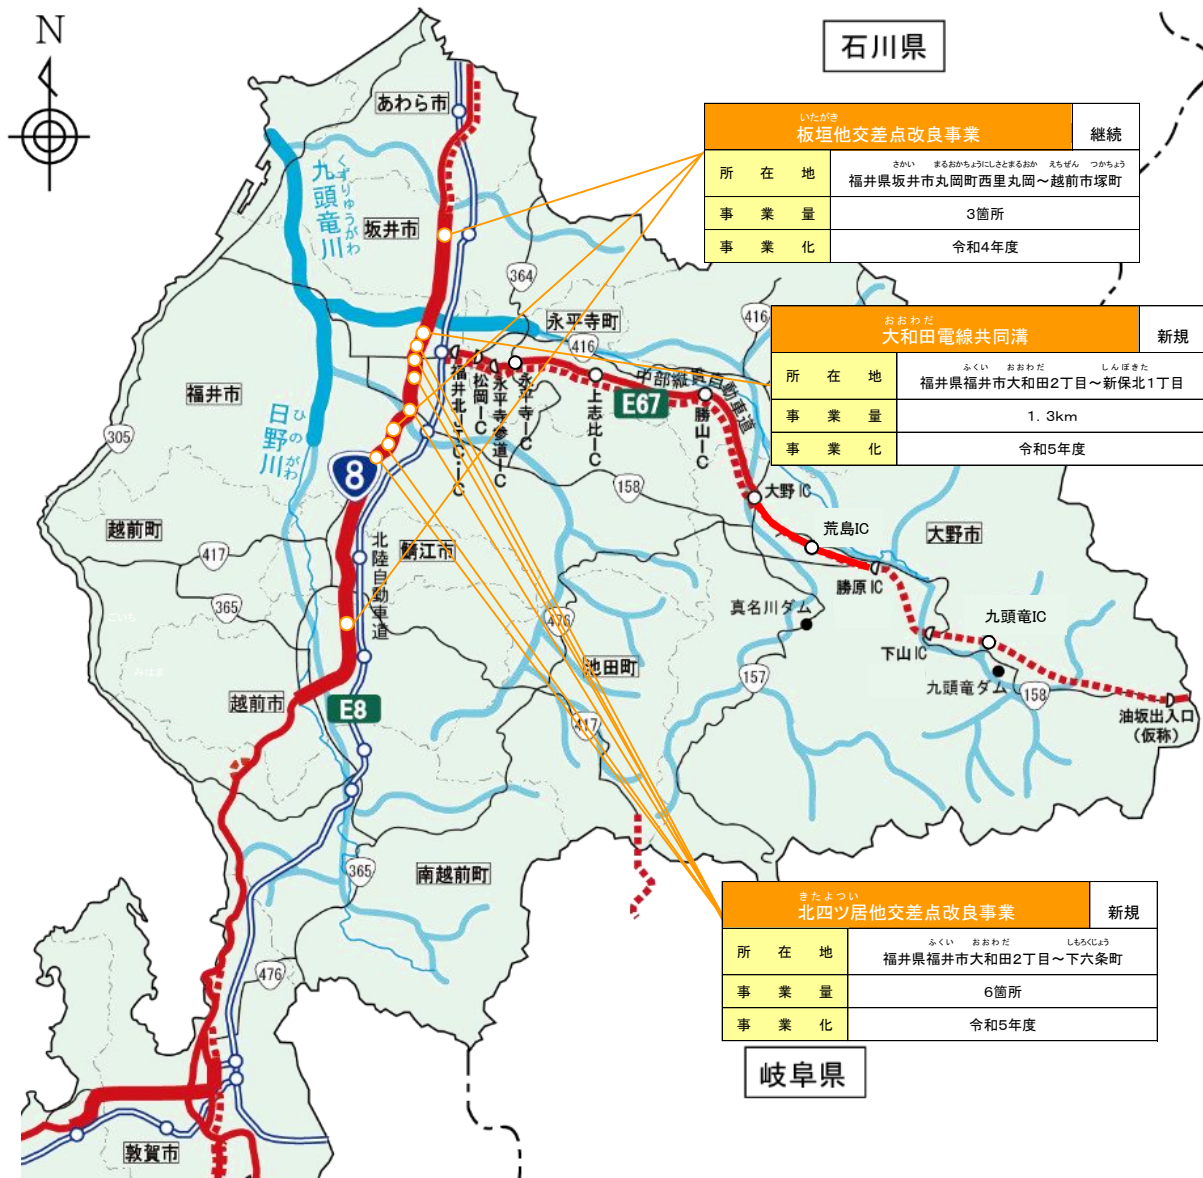 N
石川県
あわら市
くずりゅうがわ
九頭竜川
坂井市
いたがき
板垣他交差点改良事業
継続
所在地
さかい まるおかちょうにしさとまるおか えちぜん つかちょう
福井県坂井市丸岡町西里丸岡～越前市塚町
事業量
3箇所
事業化
令和4年度
364
永平寺町
416
416
おおわだ
大和田電線共同溝
新規
所在地
ふくい おおわだ しんぼきた
福井県福井市大和田2丁目～新保北1丁目
事業量
1.3km
事業化
令和5年度
福井市
ひのがわ
日野川
305
8
福井北JCT・IC
松岡IC
永平寺参道IC
永平寺IC
上志比IC
中部縦貫自動車道
E67
勝山IC
158
大野IC
荒島IC
大野市
勝原IC
越前町
417
鯖江市
北陸自動車道
365
476
真名川ダム
九頭竜IC
下山IC
池田町
157
九頭竜ダム
158
油坂出入口
(仮称)
越前市
E8
417
365
南越前町
476
きたよつい
北四ツ居他交差点改良事業
新規
所在地
ふくい おおわだ しもろくじょう
福井県福井市大和田2丁目～下六条町
事業量
6箇所
事業化
令和5年度
岐阜県
敦賀市